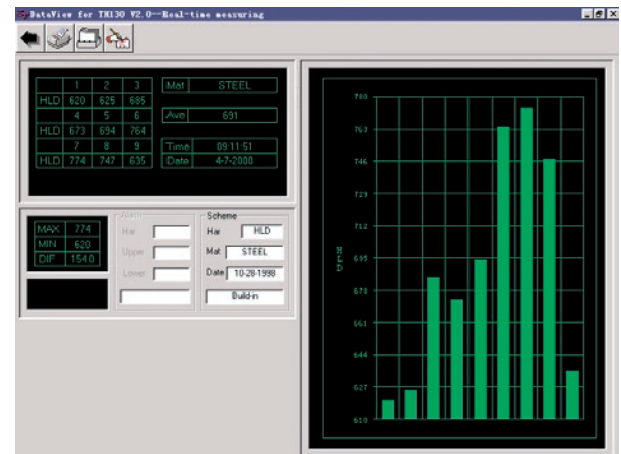 DataView for TH130 V2.0--Real-time measuring
1 2 3
HLD 620 625 685
4 5 6
HLD 673 694 764
7 8 9
HLD 774 747 635
Mat STEEL
Ave 691
Time 09:11:51
Date 4-7-2000
MAX 774
MIN 620
DIF 154.0
Alarm
Har
Upper
Lower
Scheme
Har HLD
Mat STEEL
Date 10-28-1998
Build-in
HLD
780
763
746
729
712
695
678
661
644
627
610